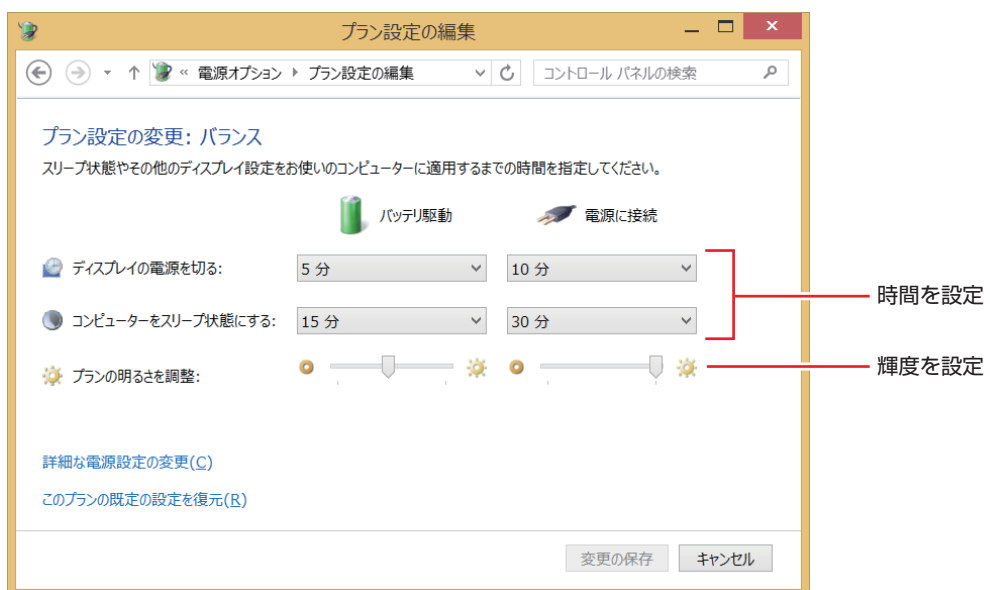 プラン設定の編集
« 電源オプション プラン設定の編集 コントロール パネルの検索
プラン設定の変更: バランス
スリープ状態やその他のディスプレイ設定をお使いのコンピューターに適用するまでの時間を指定してください。
バッテリ駆動 電源に接続
ディスプレイの電源を切る: 5 分 10 分
時間を設定
コンピューターをスリープ状態にする: 15 分 30 分
プランの明るさを調整:
輝度を設定
詳細な電源設定の変更(C)
このプランの既定の設定を復元(R)
変更の保存 キャンセル